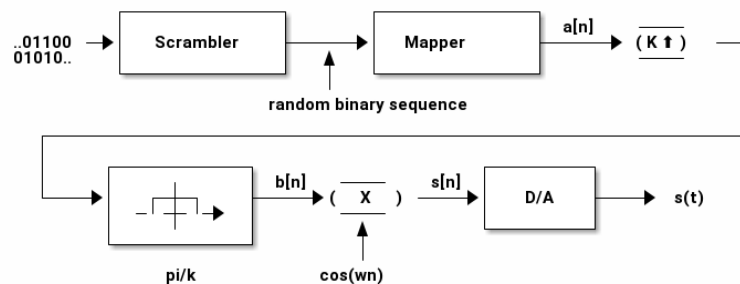 ..01100
01010..
Scrambler
Mapper
a[n]
( K ⬆ )
random binary sequence
b[n]
( X )
s[n]
D/A
s(t)
pi/k
cos(wn)